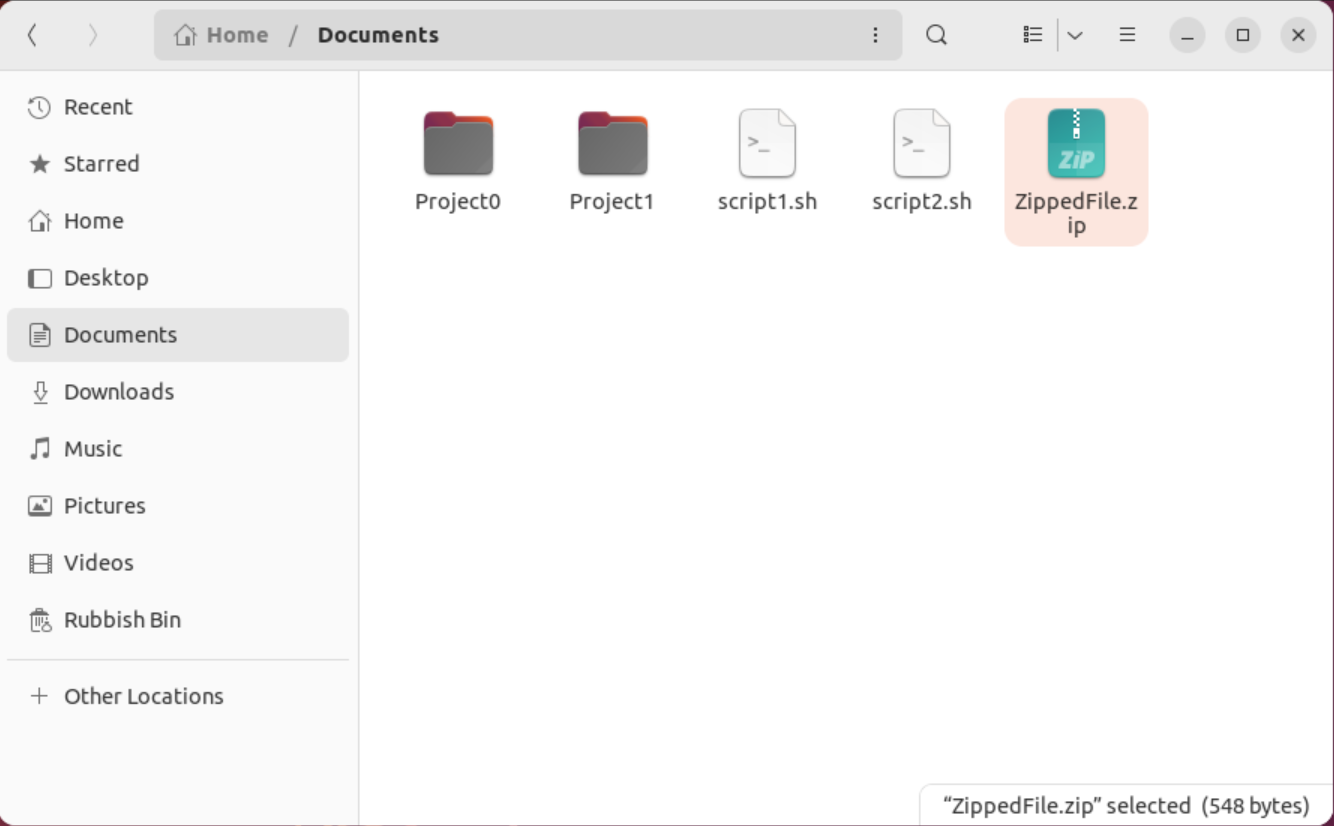 Home / Documents
Recent
Starred
Home
Desktop
Documents
Downloads
Music
Pictures
Videos
Rubbish Bin
+ Other Locations
Project0
Project1
>_
script1.sh
>_
script2.sh
ZiP
ZippedFile.z
ip
“ZippedFile.zip” selected (548 bytes)